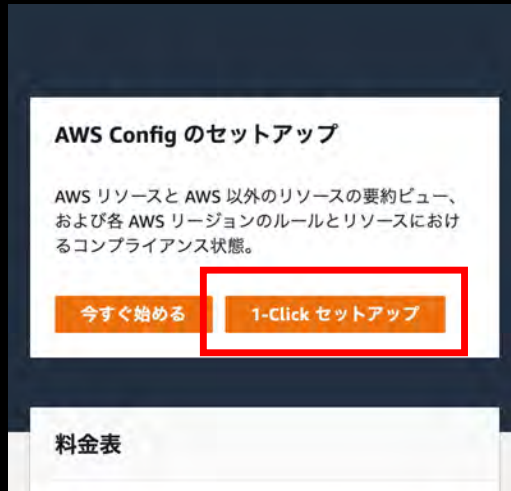 AWS Config のセットアップ
AWS リソースと AWS 以外のリソースの要約ビュー、
および各 AWS リージョンのルールとリソースにおけ
るコンプライアンス状態。
今すぐ始める
1-Click セットアップ
料金表